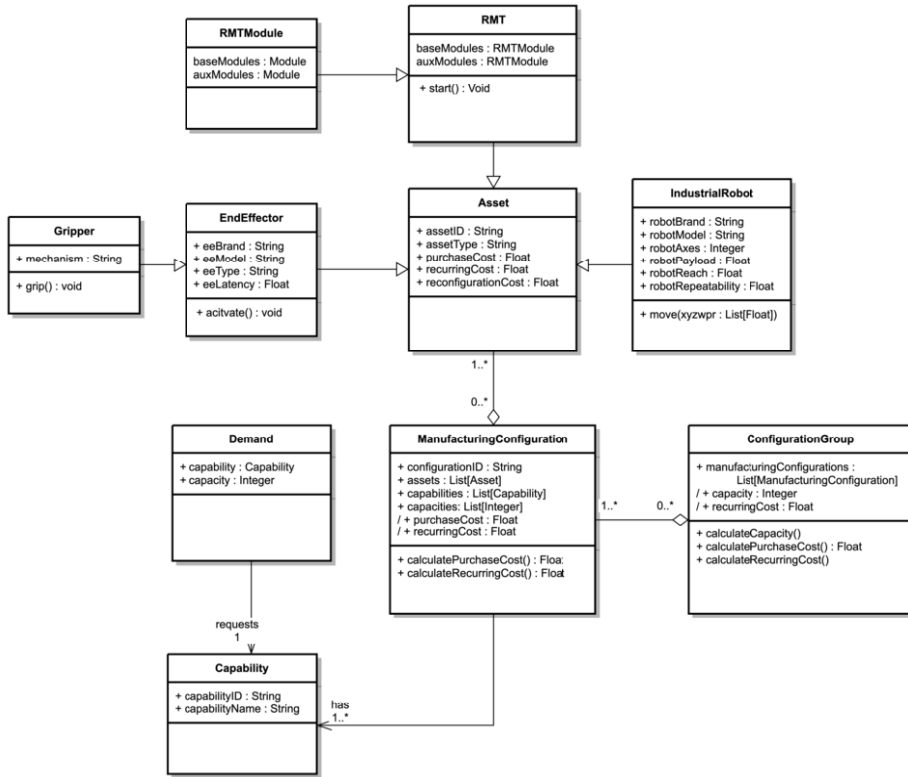 RMTModule
baseModules : Module
auxModules : Module
RMT
baseModules : RMTModule
auxModules : RMTModule
+ start() : Void
Gripper
+ mechanism : String
+ grip() : void
EndEffector
+ eeBrand : String
+ eeModel : String
+ eeType : String
+ eeLatency : Float
+ acitvate() : void
Asset
+ assetID : String
+ assetType : String
+ purchaseCost : Float
+ recurringCost : Float
+ reconfigurationCost : Float
IndustrialRobot
+ robotBrand : String
+ robotModel : String
+ robotAxes : Integer
+ robotPayload : Float
+ robotReach : Float
+ robotRepeatability : Float
+ move(xyzwpr : List[Float])
1..*
0..*
Demand
+ capability : Capability
+ capacity : Integer
ManufacturingConfiguration
+ configurationID : String
+ assets : List[Asset]
+ capabilities : List[Capability]
+ capacities: List[Integer]
/ + purchaseCost : Float
/ + recurringCost : Float
+ calculatePurchaseCost() : Float
+ calculateRecurringCost() : Float
1..*
0..*
ConfigurationGroup
+ manufacturingConfigurations :
List[ManufacturingConfiguration]
/ + capacity : Integer
/ + recurringCost : Float
+ calculateCapacity()
+ calculatePurchaseCost() : Float
+ calculateRecurringCost()
requests
1
Capability
+ capabilityID : String
+ capabilityName : String
has
1..*